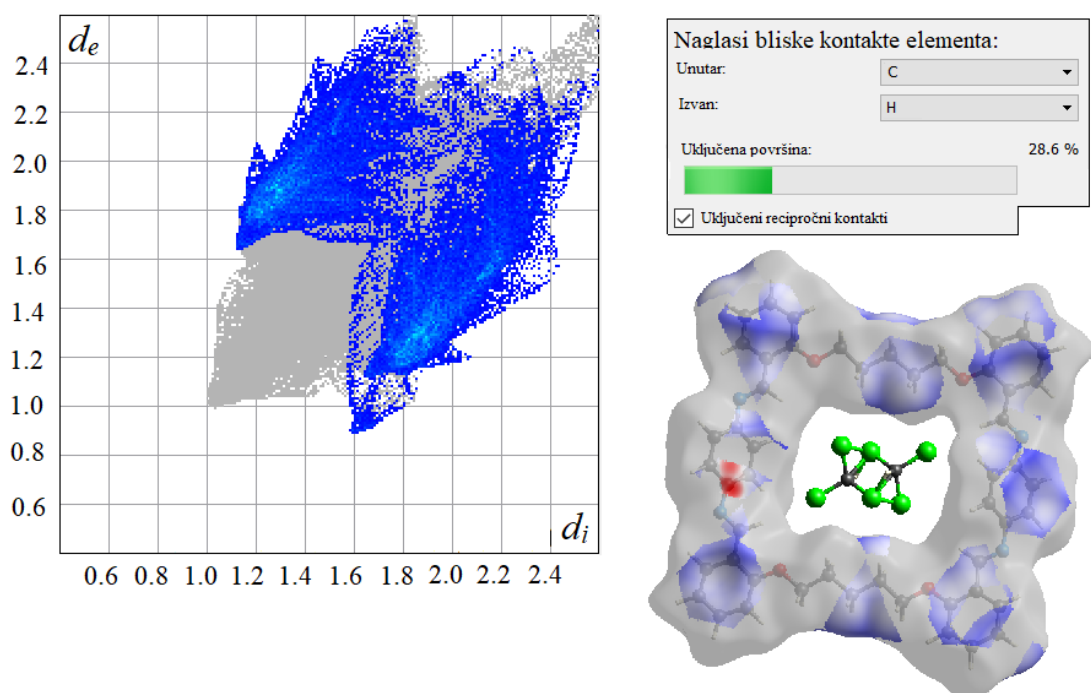 dₑ
2.4
2.2
2.0
1.8
1.6
1.4
1.2
1.0
0.8
0.6
dᵢ
0.6 0.8 1.0 1.2 1.4 1.6 1.8 2.0 2.2 2.4
Naglasi bliske kontakte elementa:
Unutar: C
Izvan: H
Uključena površina: 28.6 %
Uključeni recipročni kontakti